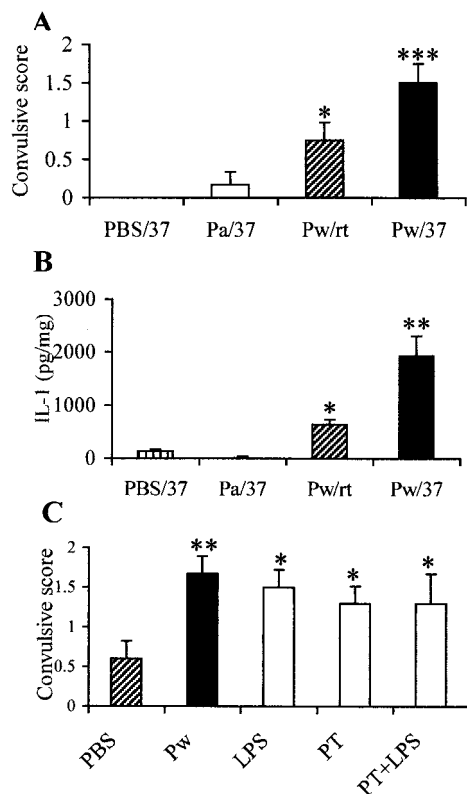 A
Convulsive score
2
1.5
1
0.5
0
*
***
PBS/37 Pa/37 Pw/rt Pw/37
B
IL-1 (pg/mg)
3000
2000
1000
0
*
**
PBS/37 Pa/37 Pw/rt Pw/37
C
Convulsive score
2
1.5
1
0.5
0
**
*
*
*
PBS
Pw
LPS
PT
PT+LPS